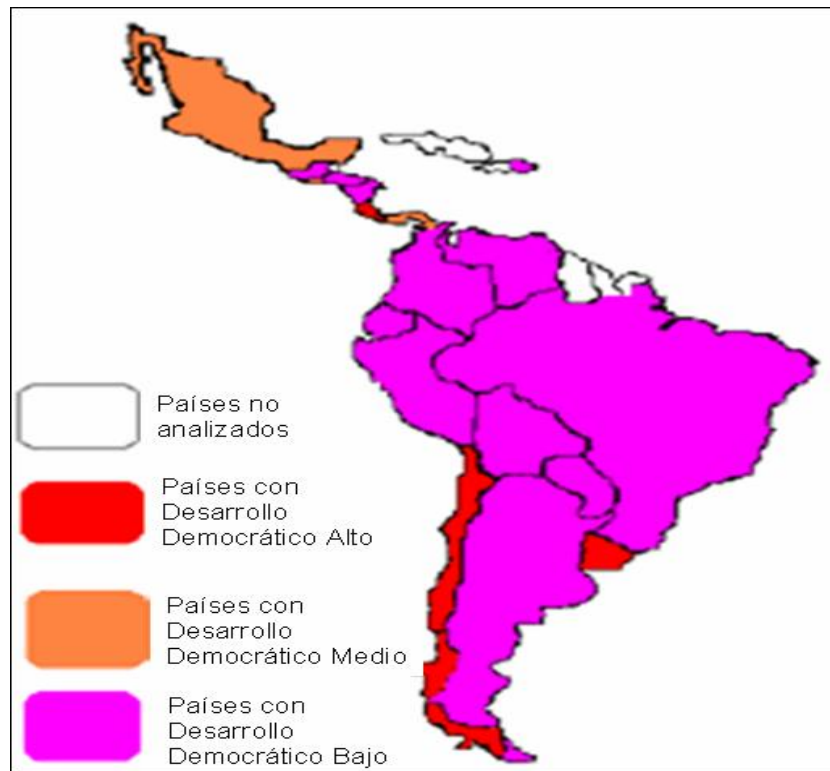 Países no
analizados
Países con
Desarrollo
Democrático Alto
Países con
Desarrollo
Democrático Medio
Países con
Desarrollo
Democrático Bajo